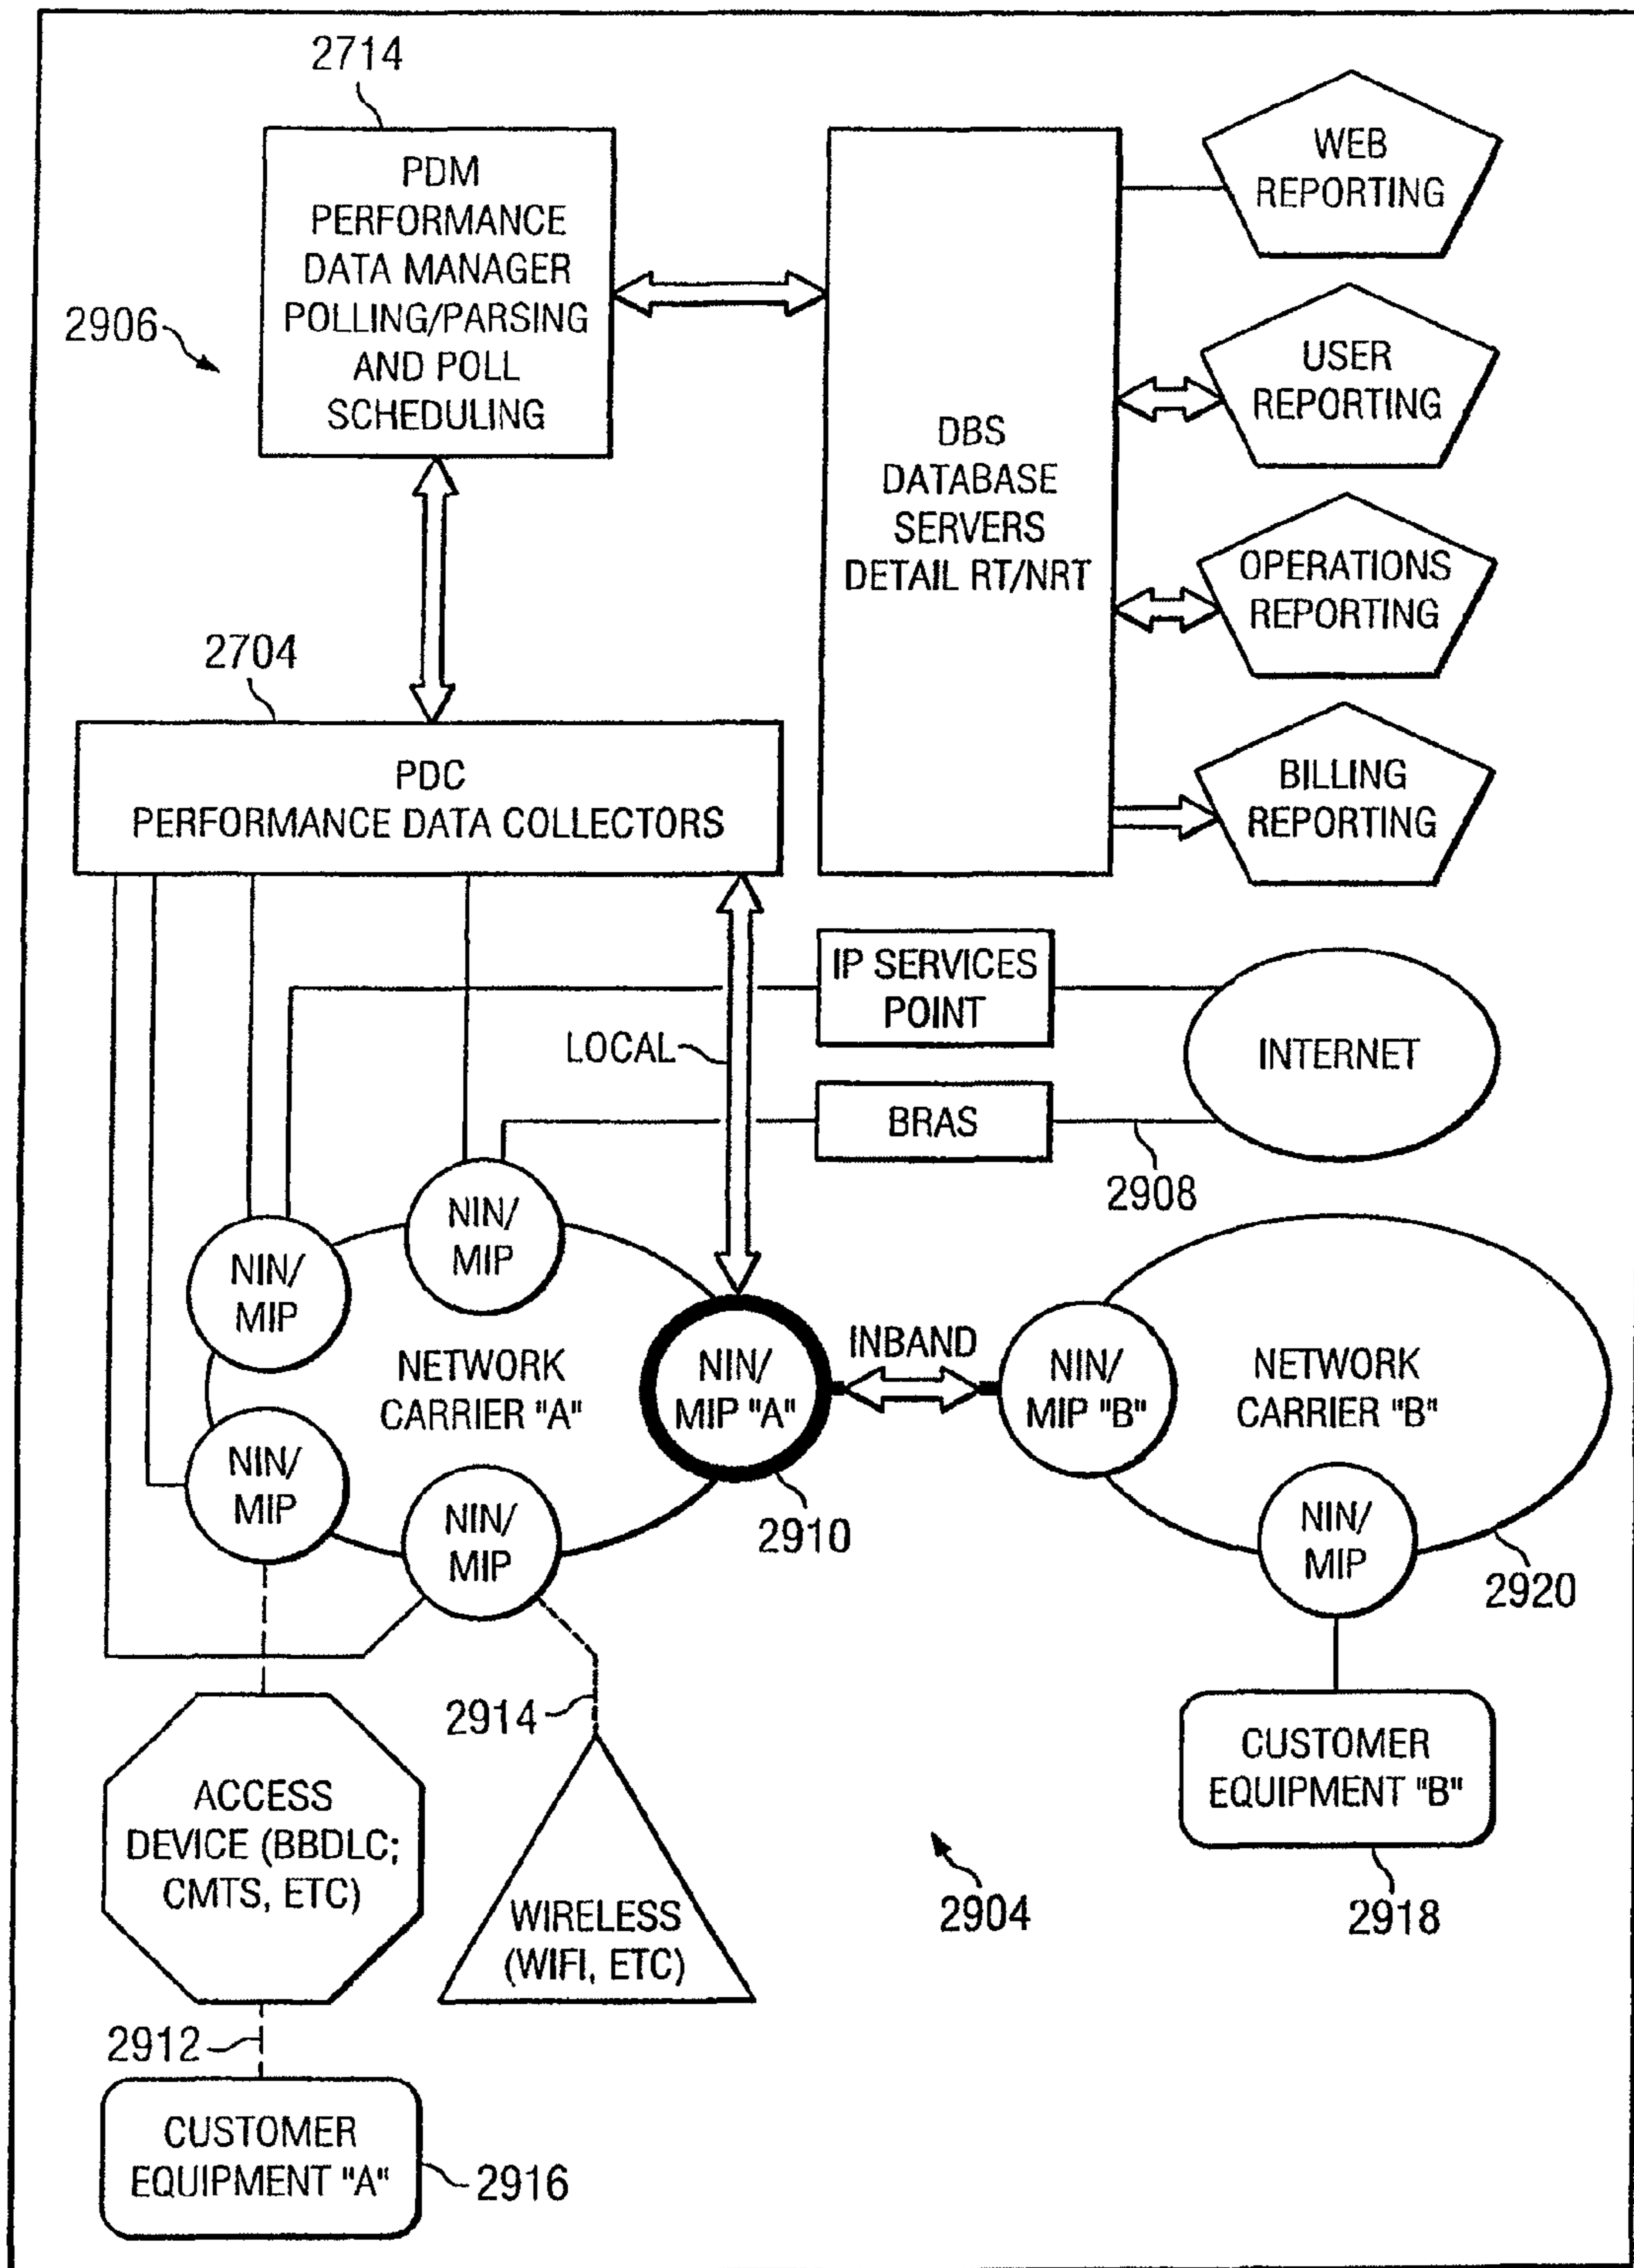 2714
PDM
PERFORMANCE
DATA MANAGER
POLLING/PARSING
AND POLL
SCHEDULING
2906
DBS
DATABASE
SERVERS
DETAIL RT/NRT
WEB
REPORTING
USER
REPORTING
OPERATIONS
REPORTING
BILLING
REPORTING
2704
PDC
PERFORMANCE DATA COLLECTORS
IP SERVICES
POINT
LOCAL
INTERNET
BRAS
2908
NIN/
MIP
NIN/
MIP
NETWORK
CARRIER "A"
NIN/
MIP "A"
INBAND
NIN/
MIP "B"
NETWORK
CARRIER "B"
NIN/
MIP
NIN/
MIP
2910
NIN/
MIP
2920
2914
ACCESS
DEVICE (BBDLC;
CMTS, ETC)
WIRELESS
(WIFI, ETC)
CUSTOMER
EQUIPMENT "B"
2904
2918
2912
CUSTOMER
EQUIPMENT "A"
2916